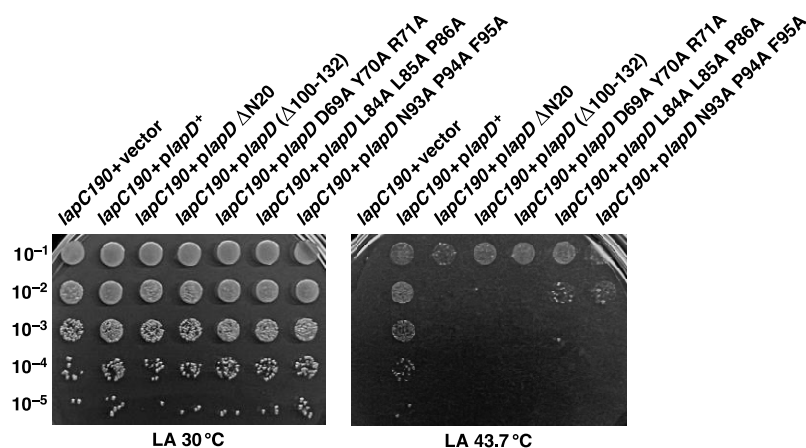 lapC190 + vector
lapC190 + plapD⁺
lapC190 + plapD ΔN20
lapC190 + plapD (Δ100-132)
lapC190 + plapD D69A Y70A R71A
lapC190 + plapD L84A L85A P86A
lapC190 + plapD N93A P94A F95A
lapC190 + vector
lapC190 + plapD⁺
lapC190 + plapD ΔN20
lapC190 + plapD (Δ100-132)
lapC190 + plapD D69A Y70A R71A
lapC190 + plapD L84A L85A P86A
lapC190 + plapD N93A P94A F95A
10⁻¹
10⁻²
10⁻³
10⁻⁴
10⁻⁵
LA 30 °C
LA 43.7 °C